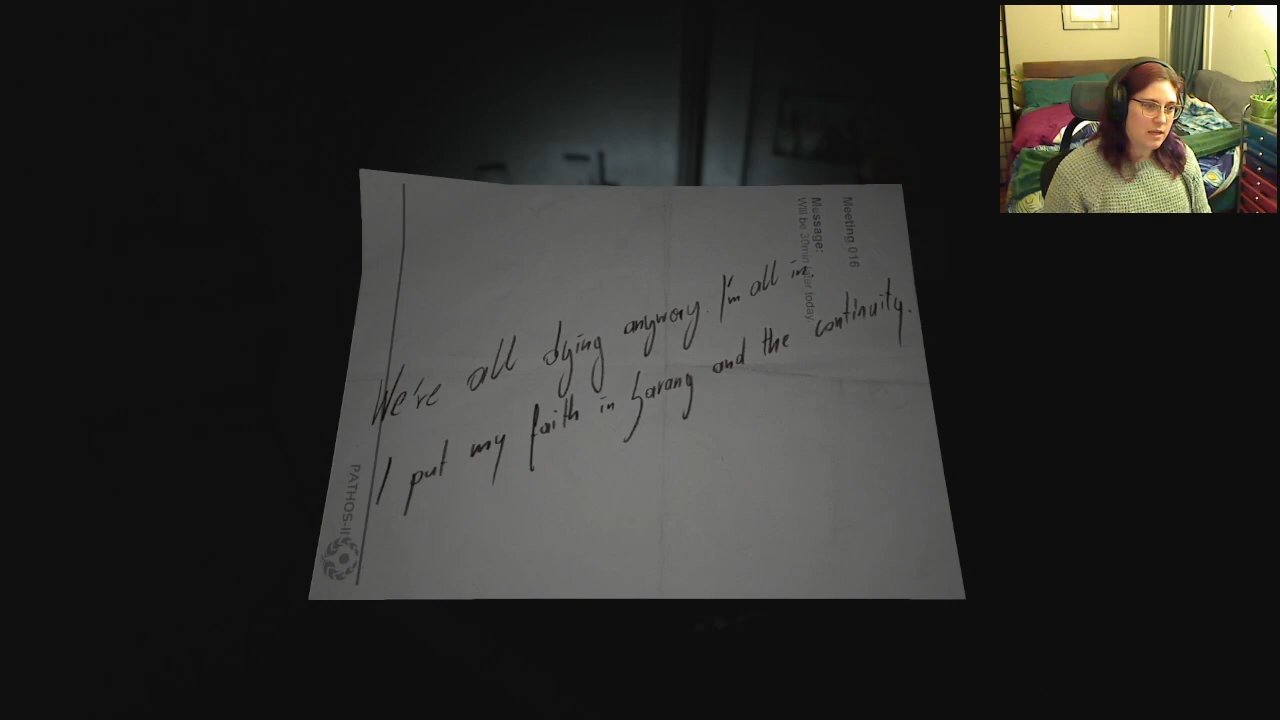 We're all dying anyway. I'm all in.
I put my faith in Sarang and the continuity.
Meeting 016
Message:
Will be 30min today
PATHOS-II